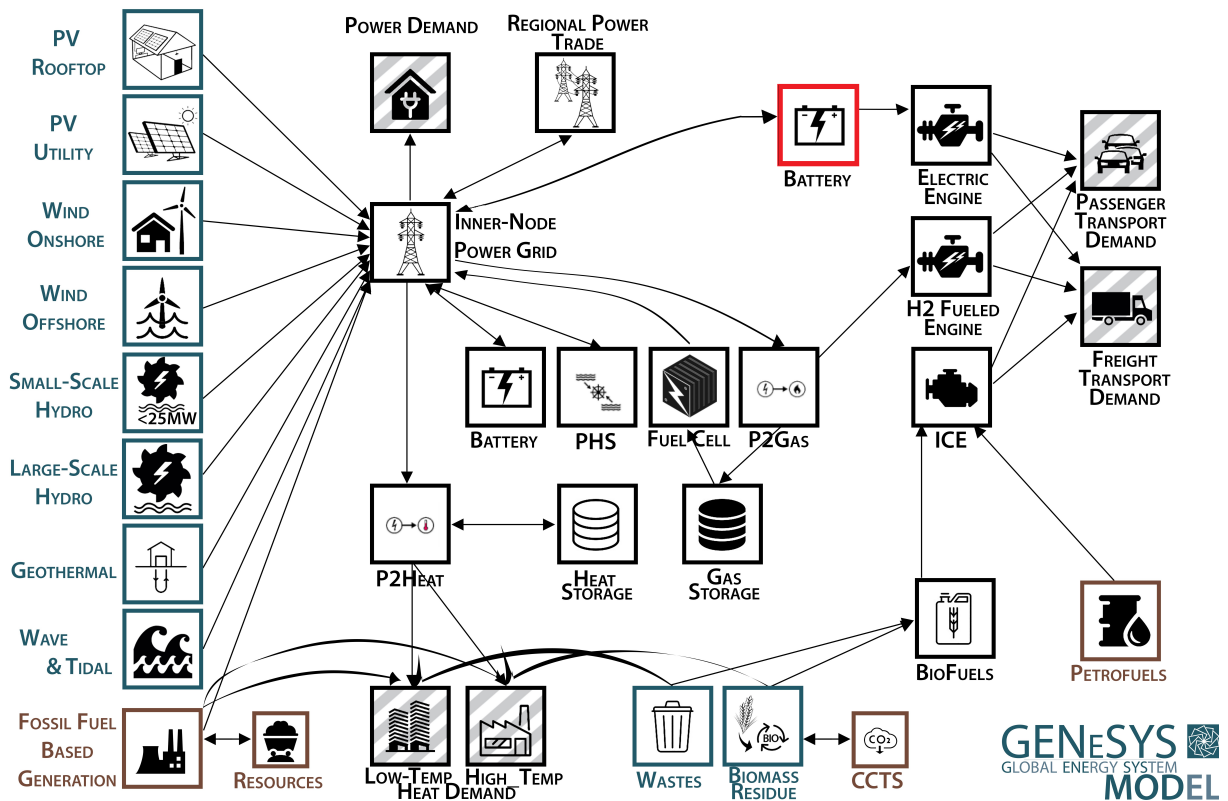 PV
Rooftop
PV
Utility
Wind
Onshore
Wind
Offshore
Small-Scale
Hydro
<25MW
Large-Scale
Hydro
Geothermal
Wave
& Tidal
Fossil Fuel
Based
Generation
Resources
Power Demand
Regional Power
Trade
Inner-Node
Power Grid
Battery
Electric
Engine
Passenger
Transport
Demand
H2 Fueled
Engine
Freight
Transport
Demand
Battery
PHS
Fuel Cell
P2Gas
ICE
P2Heat
Heat
Storage
Gas
Storage
BioFuels
Petrofuels
Low-Temp High_Temp
Heat Demand
Wastes
BIO
Biomass
Residue
CO2
CCTS
GENeSYS
GLOBAL ENERGY SYSTEM
MODEL